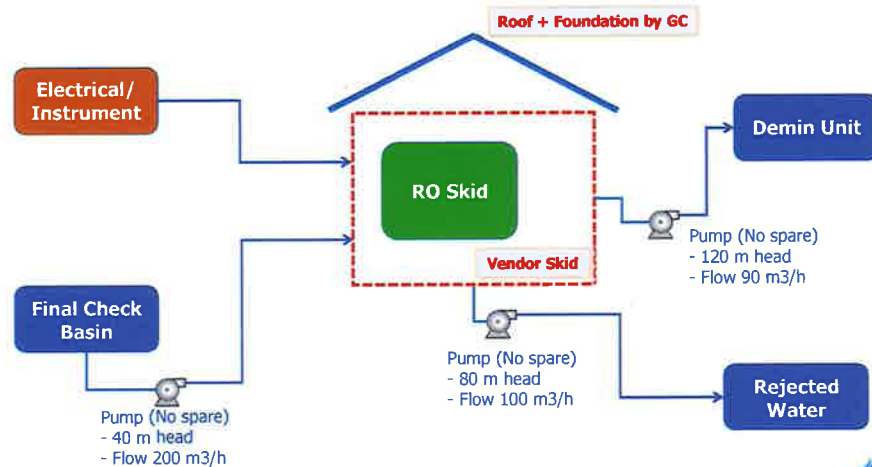 Roof + Foundation by GC
Electrical/
Instrument
Demin Unit
RO Skid
Pump (No spare)
- 120 m head
- Flow 90 m3/h
Vendor Skid
Final Check
Basin
Pump (No spare)
- 80 m head
- Flow 100 m3/h
Rejected
Water
Pump (No spare)
- 40 m head
- Flow 200 m3/h